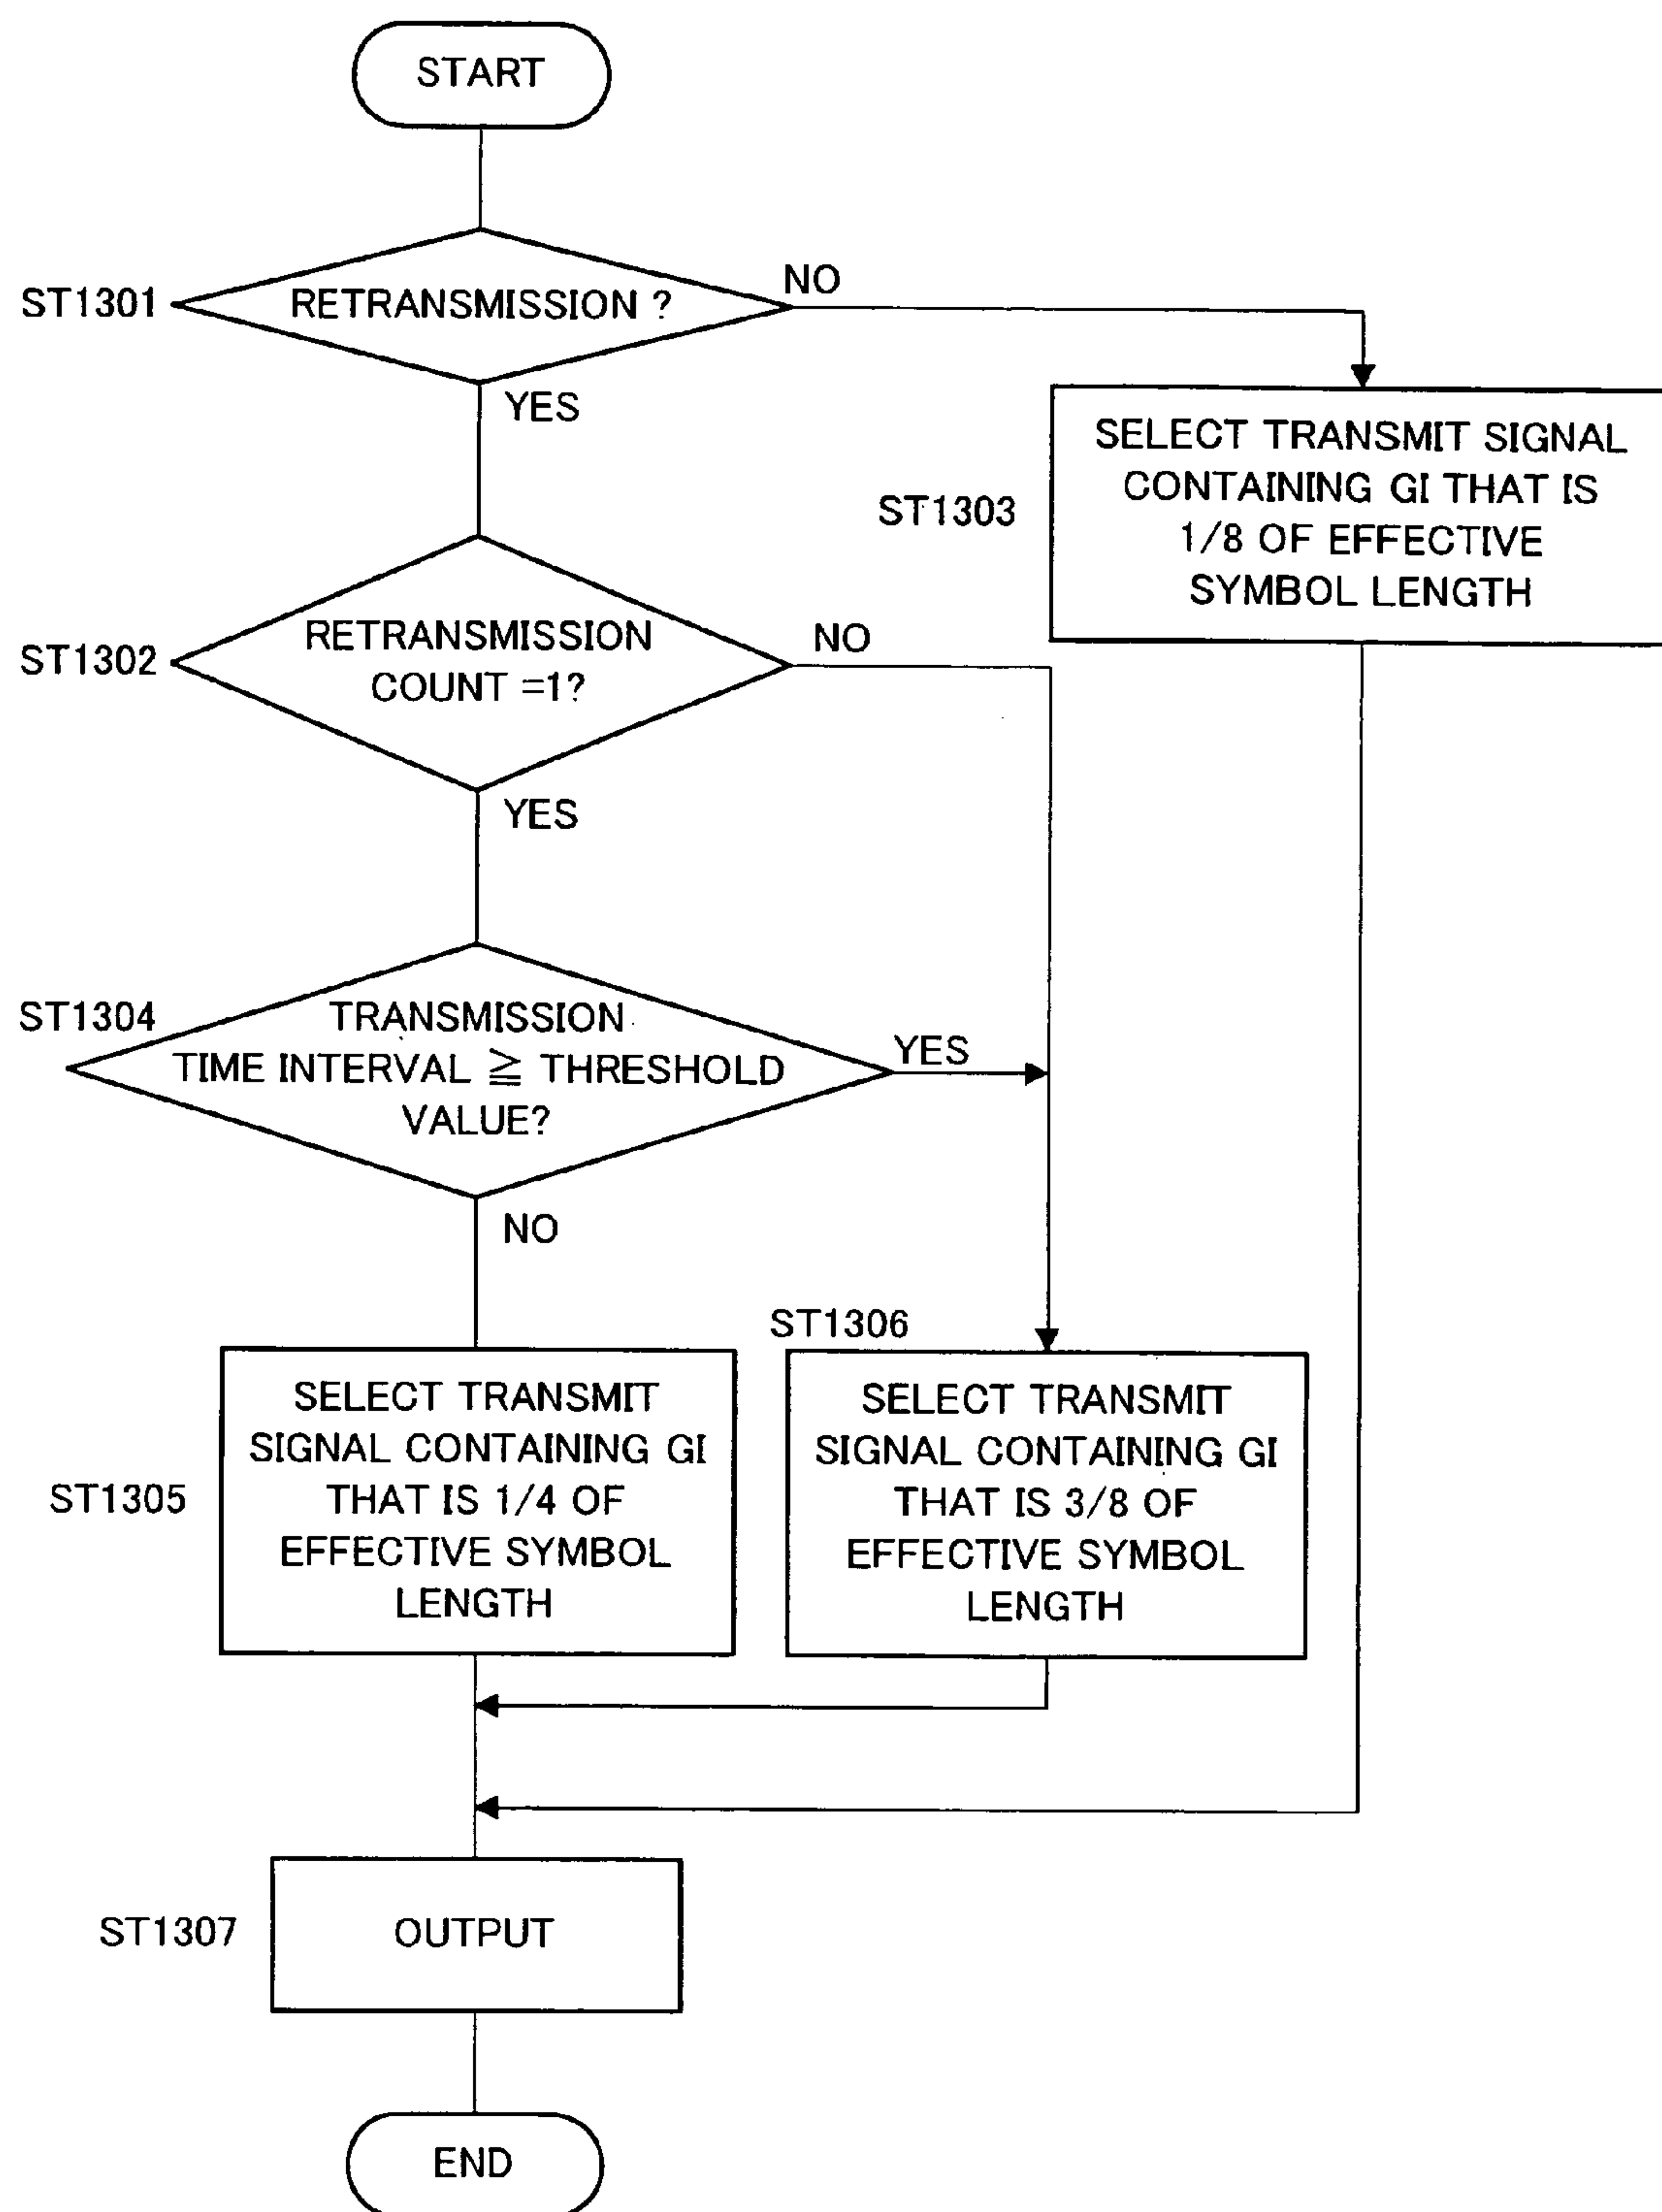 START
ST1301
RETRANSMISSION ?
NO
YES
ST1303
SELECT TRANSMIT SIGNAL
CONTAINING GI THAT IS
1/8 OF EFFECTIVE
SYMBOL LENGTH
ST1302
RETRANSMISSION
COUNT =1?
NO
YES
ST1304
TRANSMISSION
TIME INTERVAL ≧ THRESHOLD
VALUE?
YES
NO
ST1305
SELECT TRANSMIT
SIGNAL CONTAINING GI
THAT IS 1/4 OF
EFFECTIVE SYMBOL
LENGTH
ST1306
SELECT TRANSMIT
SIGNAL CONTAINING GI
THAT IS 3/8 OF
EFFECTIVE SYMBOL
LENGTH
ST1307
OUTPUT
END